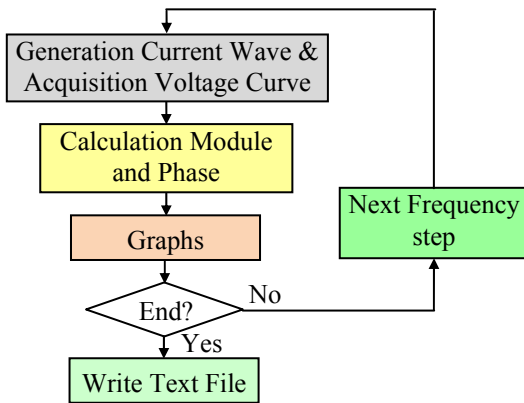 Generation Current Wave &
Acquisition Voltage Curve
Calculation Module
and Phase
Next Frequency
step
Graphs
End?
No
Yes
Write Text File